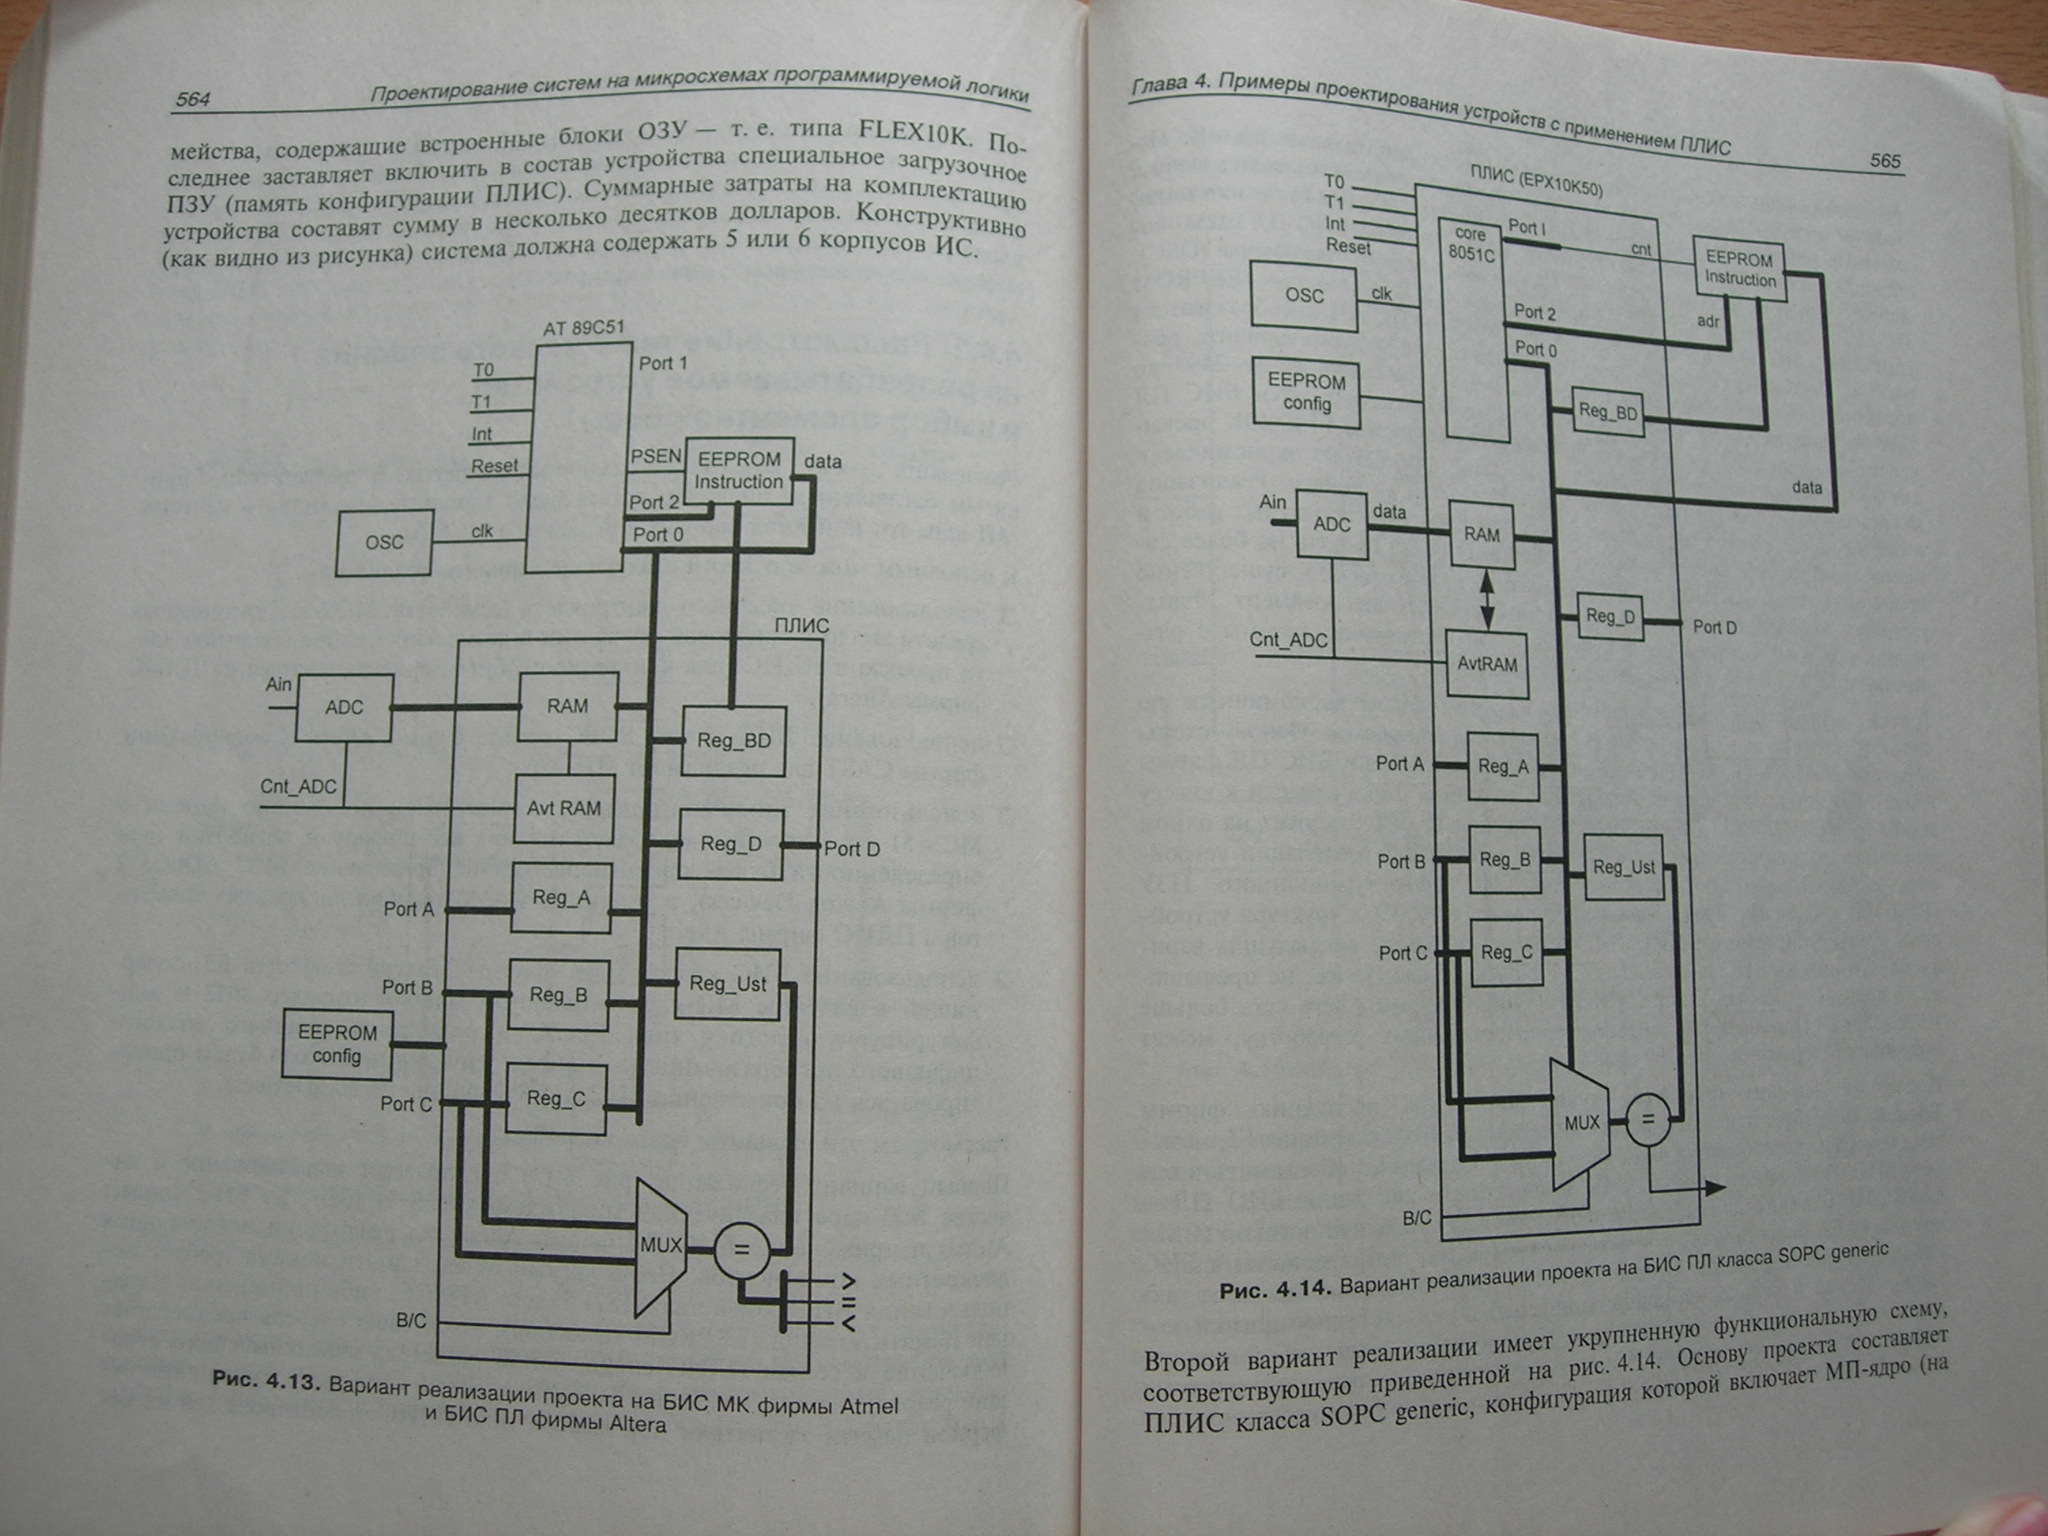 564
Проектирование систем на микросхемах программируемой логики
мейства, содержащие встроенные блоки ОЗУ — т. е. типа FLEX10K. По-
следнее заставляет включить в состав устройства специальное загрузочное
ПЗУ (память конфигурации ПЛИС). Суммарные затраты на комплектацию
устройства составят сумму в несколько десятков долларов. Конструктивно
(как видно из рисунка) система должна содержать 5 или 6 корпусов ИС.
AT 89C51
Port 1
T0
T1
Int
Reset
PSEN
EEPROM
Instruction
data
Port 2
Port 0
OSC
clk
ПЛИС
Ain
ADC
RAM
Reg_BD
Cnt_ADC
Avt RAM
Reg_D
Port D
Port A
Reg_A
Port B
Reg_B
Reg_Ust
EEPROM
config
Port C
Reg_C
MUX
=
>
=
<
B/C
Рис. 4.13. Вариант реализации проекта на БИС МК фирмы Atmel
и БИС ПЛ фирмы Altera
Глава 4. Примеры проектирования устройств с применением ПЛИС
565
ПЛИС (EPX10K50)
T0
T1
Int
Reset
core
8051C
Port I
cnt
EEPROM
Instruction
OSC
clk
Port 2
adr
Port 0
EEPROM
config
Reg_BD
data
Ain
ADC
data
RAM
Reg_D
Port D
Cnt_ADC
AvtRAM
Port A
Reg_A
Port B
Reg_B
Reg_Ust
Port C
Reg_C
MUX
=
B/C
Рис. 4.14. Вариант реализации проекта на БИС ПЛ класса SOPC generic
Второй вариант реализации имеет укрупненную функциональную схему,
соответствующую приведенной на рис. 4.14. Основу проекта составляет
ПЛИС класса SOPC generic, конфигурация которой включает МП-ядро (на